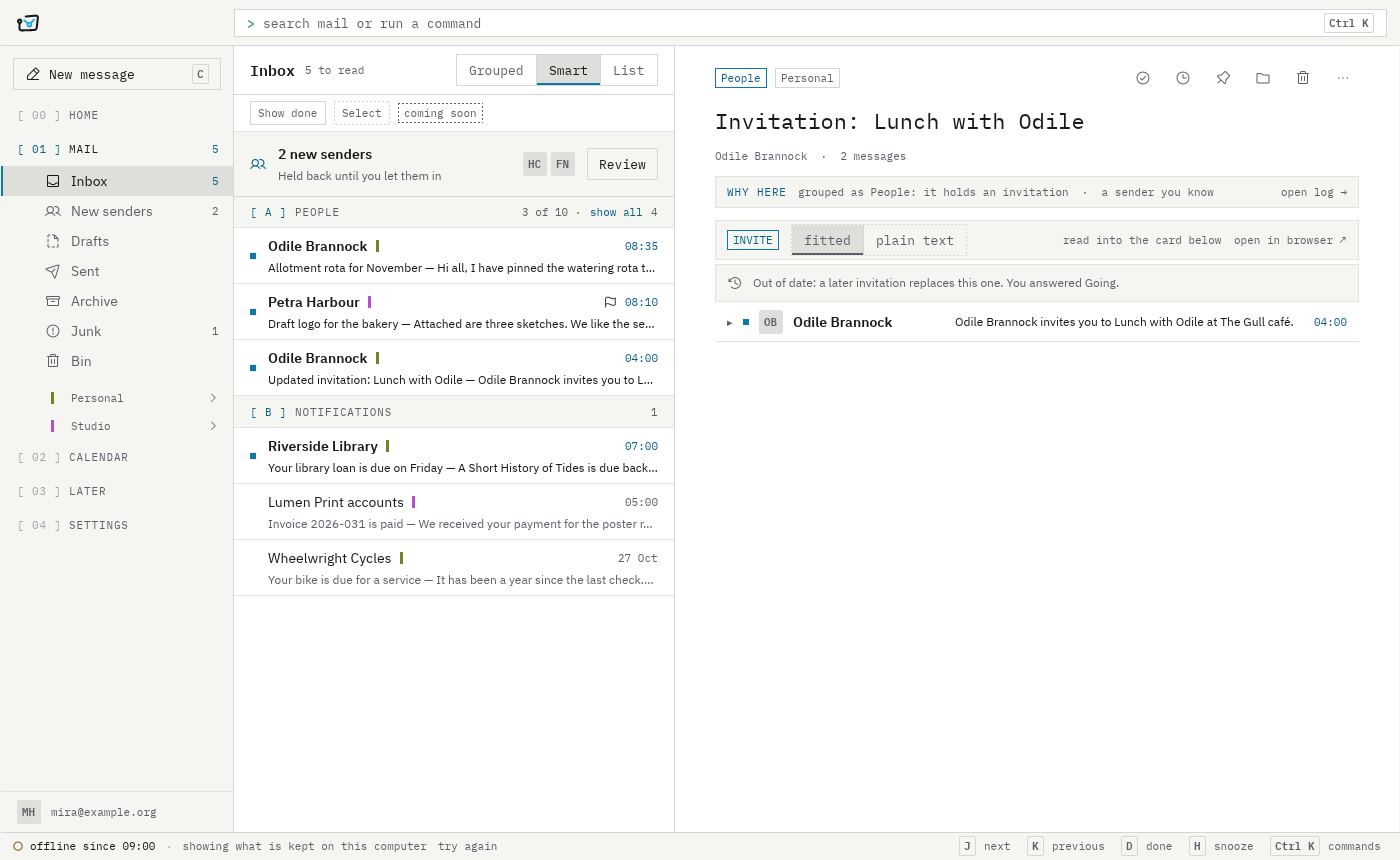 > search mail or run a command Ctrl K
New message C
[ 00 ] HOME
[ 01 ] MAIL 5
Inbox 5
New senders 2
Drafts
Sent
Archive
Junk 1
Bin
Personal
Studio
[ 02 ] CALENDAR
[ 03 ] LATER
[ 04 ] SETTINGS
MH mira@example.org
Inbox 5 to read Grouped Smart List
Show done Select coming soon
2 new senders
Held back until you let them in
HC FN Review
[ A ] PEOPLE 3 of 10 · show all 4
Odile Brannock 08:35
Allotment rota for November — Hi all, I have pinned the watering rota t…
Petra Harbour 08:10
Draft logo for the bakery — Attached are three sketches. We like the se…
Odile Brannock 04:00
Updated invitation: Lunch with Odile — Odile Brannock invites you to L…
[ B ] NOTIFICATIONS 1
Riverside Library 07:00
Your library loan is due on Friday — A Short History of Tides is due back…
Lumen Print accounts 05:00
Invoice 2026-031 is paid — We received your payment for the poster r…
Wheelwright Cycles 27 Oct
Your bike is due for a service — It has been a year since the last check.…
People Personal
Invitation: Lunch with Odile
Odile Brannock · 2 messages
WHY HERE grouped as People: it holds an invitation · a sender you know open log →
INVITE fitted plain text read into the card below open in browser ↗
Out of date: a later invitation replaces this one. You answered Going.
▸ OB Odile Brannock Odile Brannock invites you to Lunch with Odile at The Gull café. 04:00
offline since 09:00 · showing what is kept on this computer try again
J next K previous D done H snooze Ctrl K commands